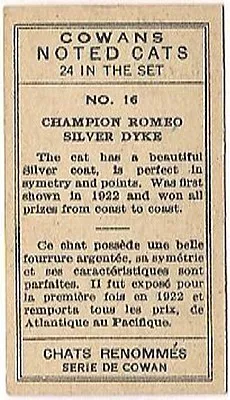 COWANS
NOTED CATS
24 IN THE SET
NO. 16
CHAMPION ROMEO
SILVER DYKE
The cat has a beautiful
Silver coat, is perfect in
symetry and points. Was first
shown in 1922 and won all
prizes from coast to coast.
Ce chat possède une belle
fourrure argentée, sa symétrie
et ses caractéristiques sont
parfaites. Il fut exposé pour
la première fois en 1922 et
remporta tous les prix, de
Atlantique au Pacifique.
CHATS RENOMMÉS
SERIE DE COWAN